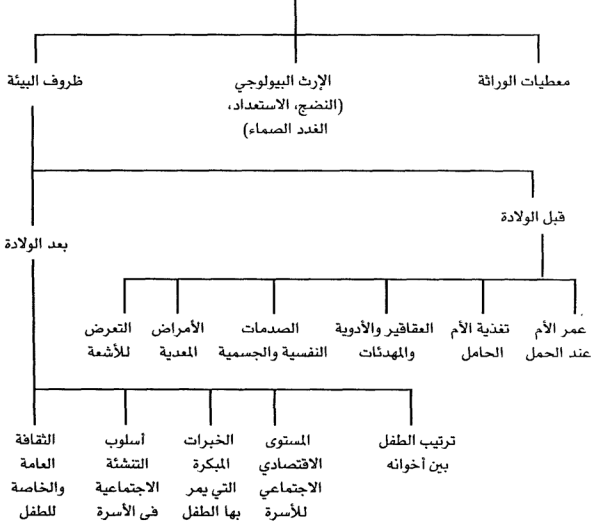 معطيات الوراثة
الإرث البيولوجي
(النضج، الاستعداد،
الغدد الصماء)
ظروف البيئة
قبل الولادة
بعد الولادة
عمر الأم
عند الحمل
تغذية الأم
الحامل
العقاقير والأدوية
والمهدئات
الصدمات
النفسية والجسمية
الأمراض
المعدية
التعرض
للأشعة
ترتيب الطفل
بين أخوانه
المستوى
الاقتصادي
الاجتماعي
للأسرة
الخبرات
المبكرة
التي يمر
بها الطفل
أسلوب
التنشئة
الاجتماعية
في الأسرة
الثقافة
العامة
والخاصة
للطفل